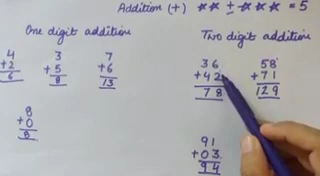 Addition (+) ** ± *** = 5
One digit addition
Two digit addition
4 3 7
+2 +5 +6
6 8 13
36 58
+42 +71
78 129
8
+0
8
91
+03
94